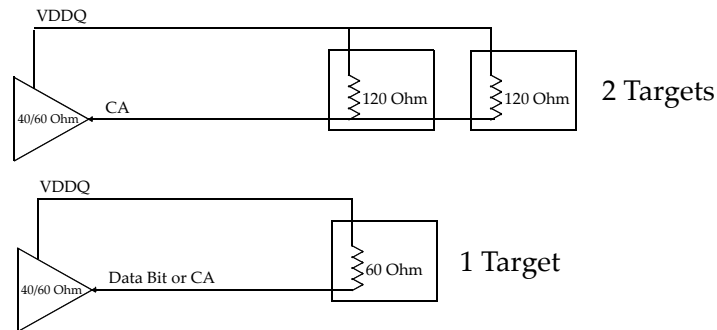 VDDQ
40/60 Ohm
CA
120 Ohm
120 Ohm
2 Targets
VDDQ
40/60 Ohm
Data Bit or CA
60 Ohm
1 Target